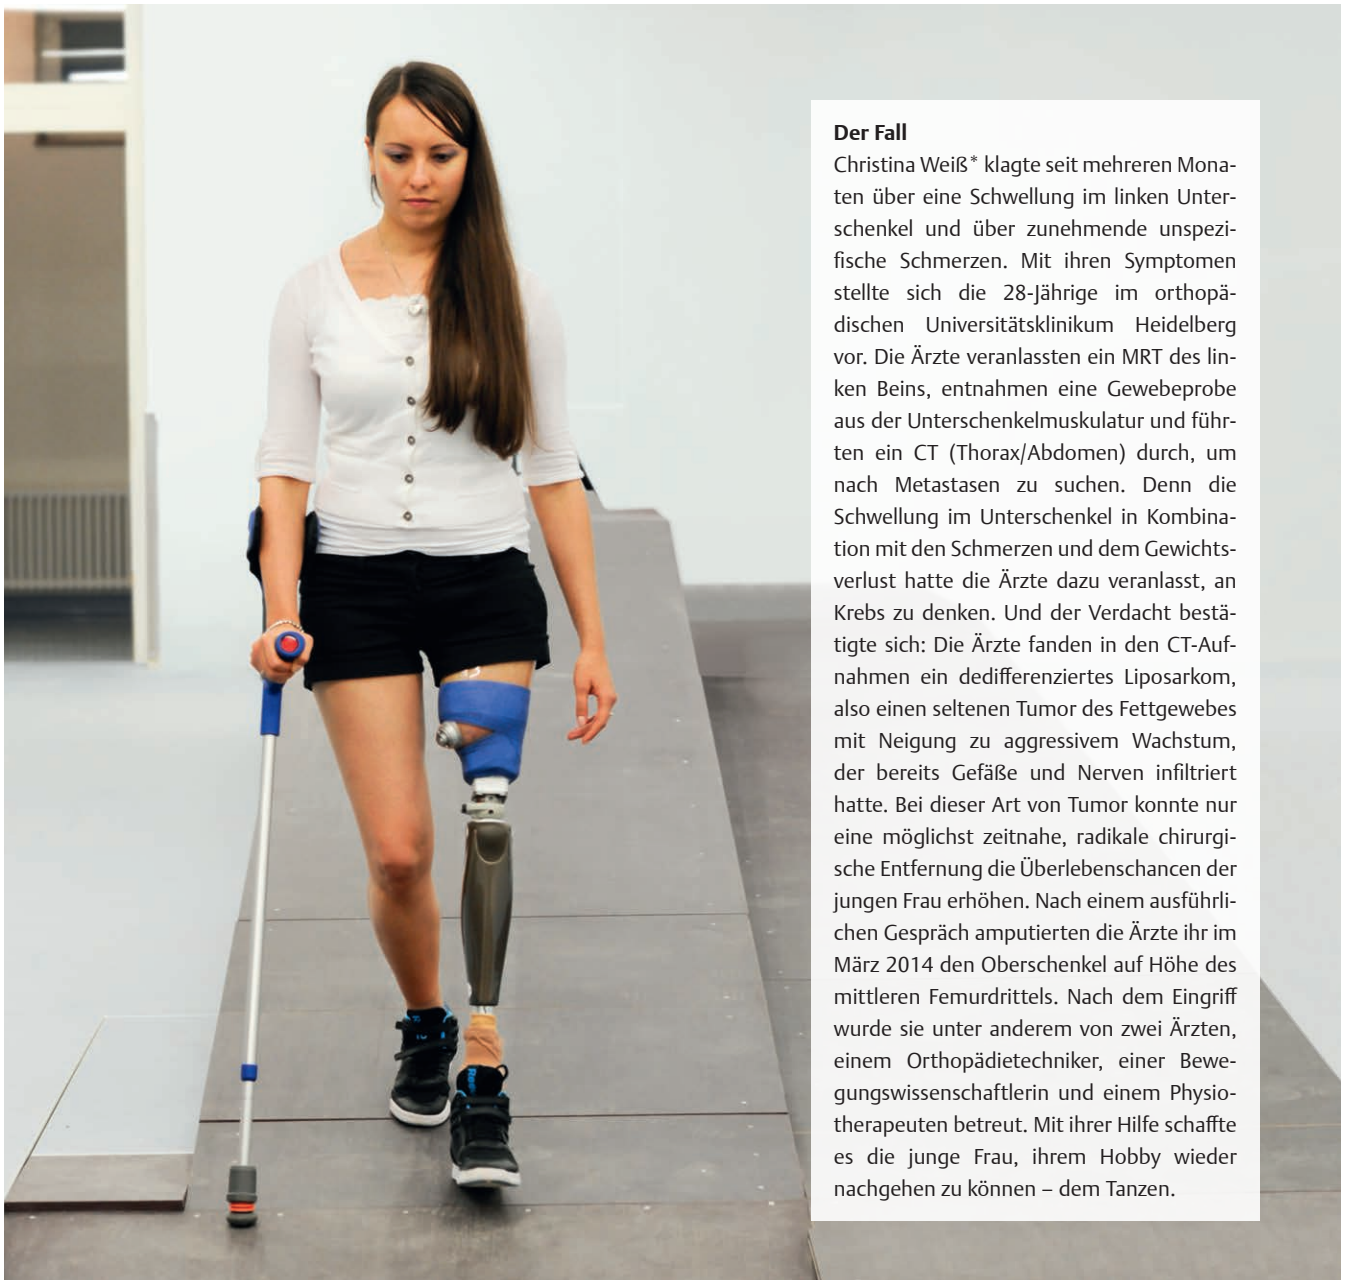 Der Fall
Christina Weiß* klagte seit mehreren Mona-
ten über eine Schwellung im linken Unter-
schenkel und über zunehmende unspezi-
fische Schmerzen. Mit ihren Symptomen
stellte sich die 28-Jährige im orthopä-
dischen Universitätsklinikum Heidelberg
vor. Die Ärzte veranlassten ein MRT des lin-
ken Beins, entnahmen eine Gewebeprobe
aus der Unterschenkelmuskulatur und führ-
ten ein CT (Thorax/Abdomen) durch, um
nach Metastasen zu suchen. Denn die
Schwellung im Unterschenkel in Kombina-
tion mit den Schmerzen und dem Gewichts-
verlust hatte die Ärzte dazu veranlasst, an
Krebs zu denken. Und der Verdacht bestä-
tigte sich: Die Ärzte fanden in den CT-Auf-
nahmen ein dedifferenziertes Liposarkom,
also einen seltenen Tumor des Fettgewebes
mit Neigung zu aggressivem Wachstum,
der bereits Gefäße und Nerven infiltriert
hatte. Bei dieser Art von Tumor konnte nur
eine möglichst zeitnahe, radikale chirurgi-
sche Entfernung die Überlebenschancen der
jungen Frau erhöhen. Nach einem ausführli-
chen Gespräch amputierten die Ärzte ihr im
März 2014 den Oberschenkel auf Höhe des
mittleren Femurdrittels. Nach dem Eingriff
wurde sie unter anderem von zwei Ärzten,
einem Orthopädietechniker, einer Bewe-
gungswissenschaftlerin und einem Physio-
therapeuten betreut. Mit ihrer Hilfe schaffte
es die junge Frau, ihrem Hobby wieder
nachgehen zu können – dem Tanzen.